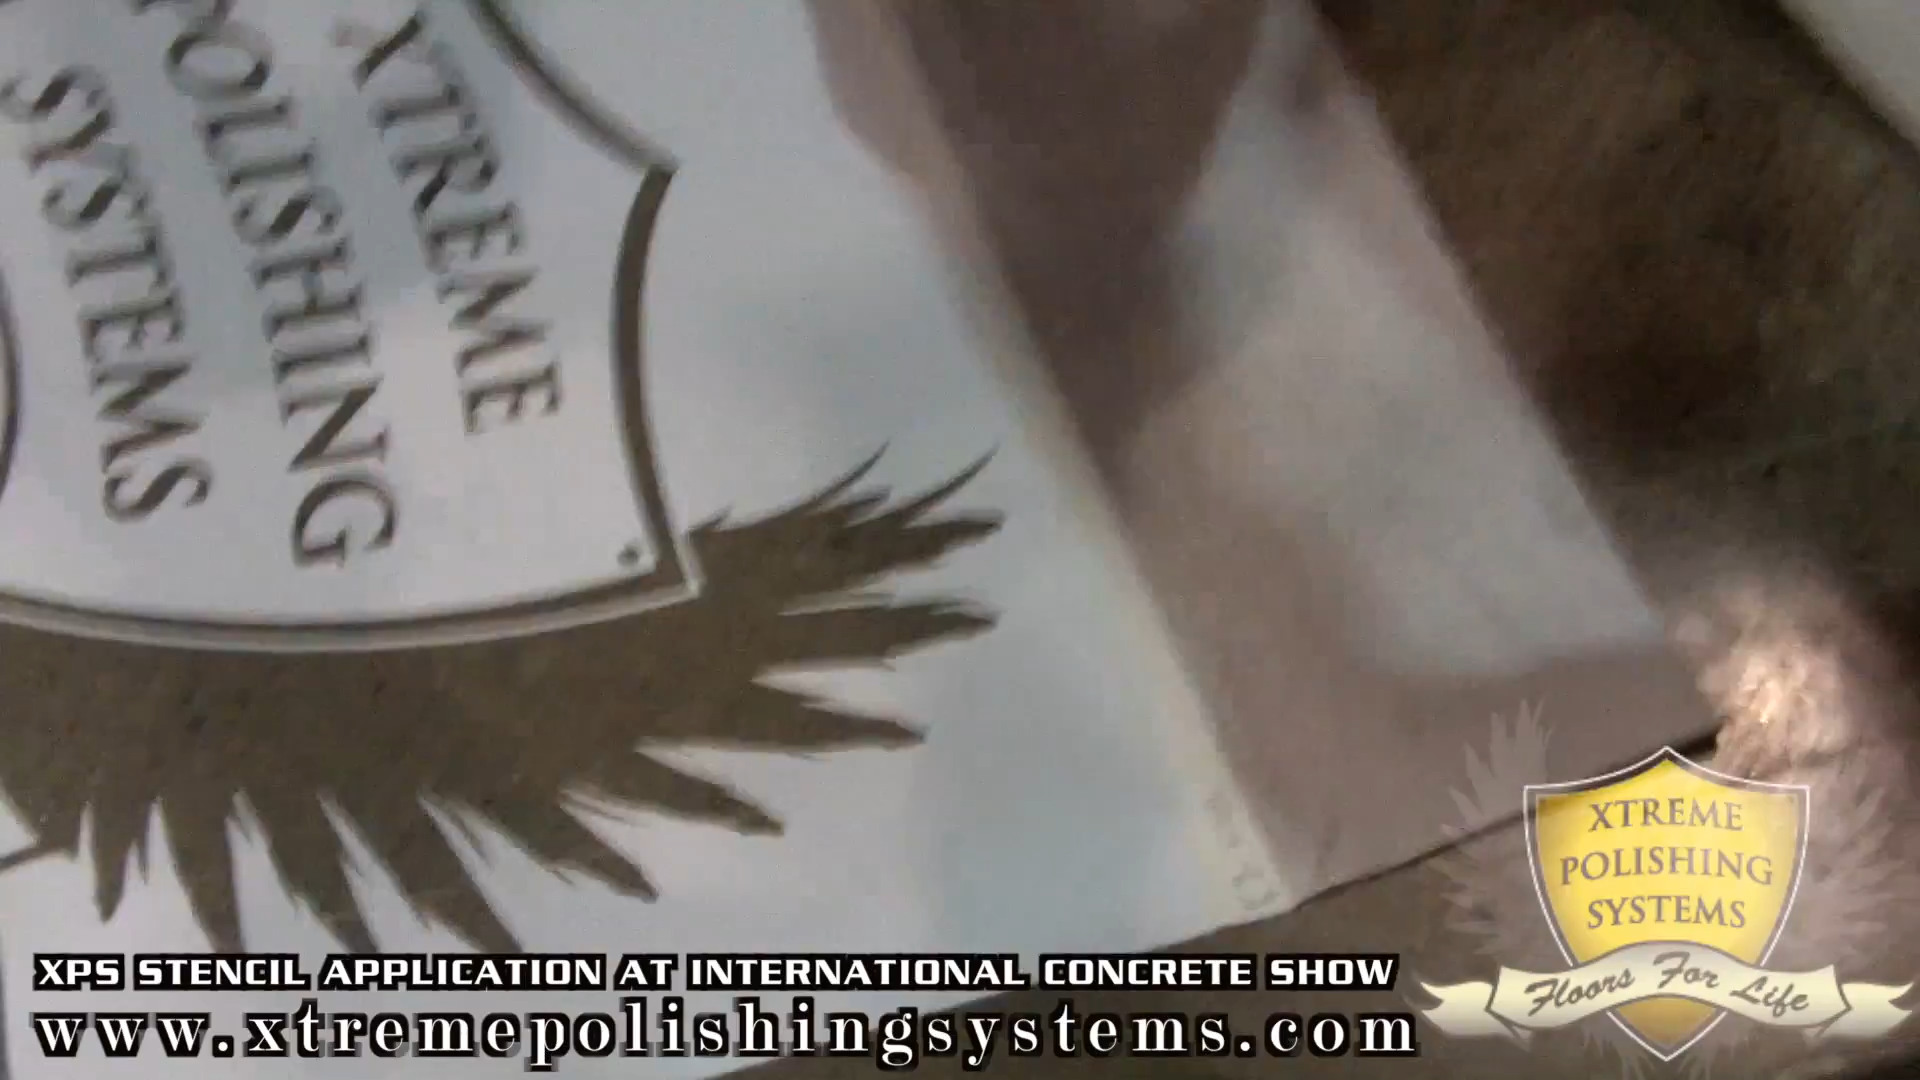 XTREME
POLISHING
SYSTEMS
XTREME
POLISHING
SYSTEMS
Floors For Life
XPS STENCIL APPLICATION AT INTERNATIONAL CONCRETE SHOW
www.xtremepolishingsystems.com